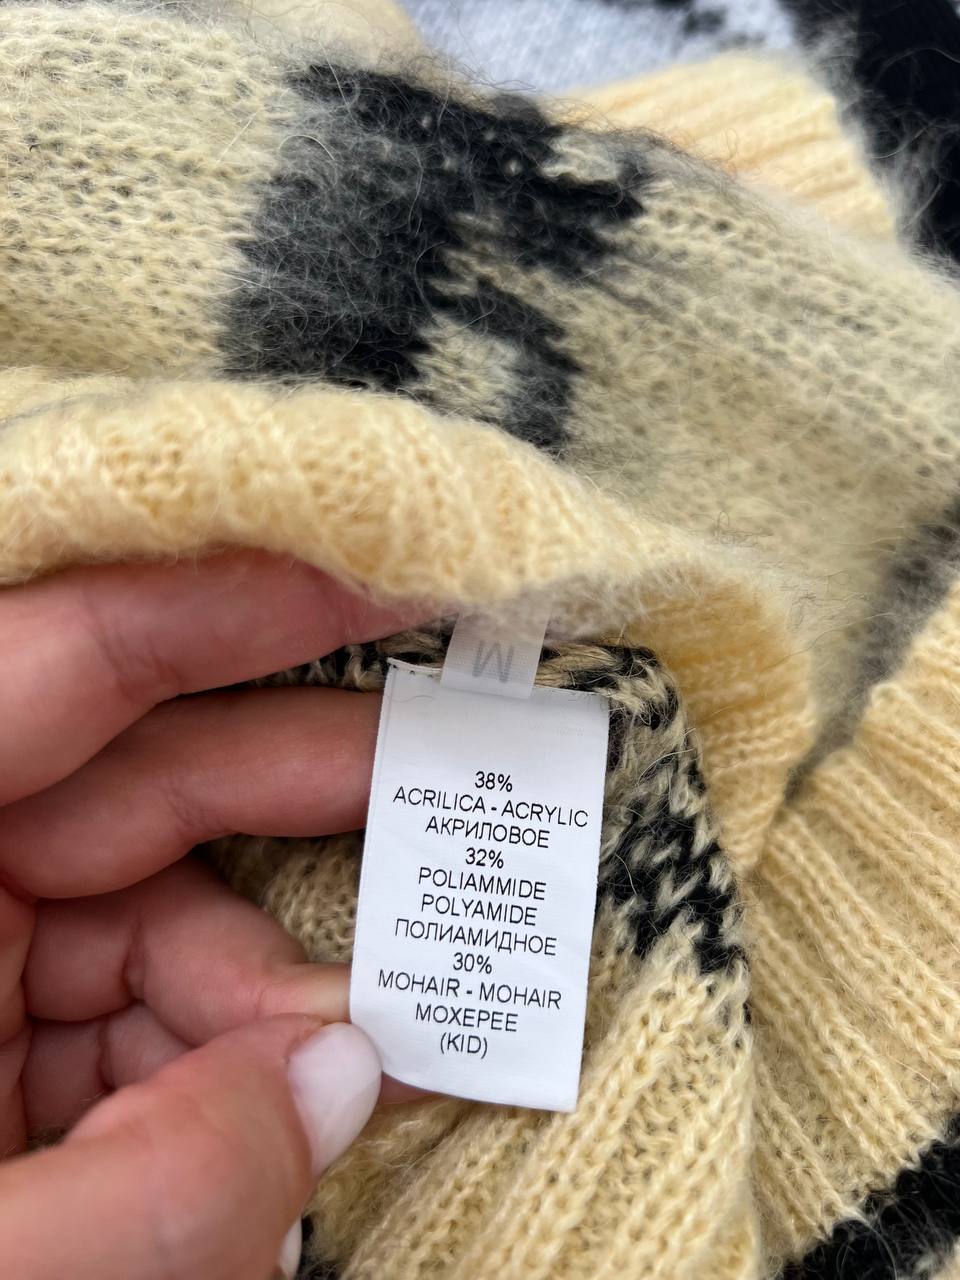 M
38%
ACRILICA - ACRYLIC
АКРИЛОВОЕ
32%
POLIAMMIDE
POLYAMIDE
ПОЛИАМИДНОЕ
30%
MOHAIR - MOHAIR
МОХЕРЕЕ
(KID)